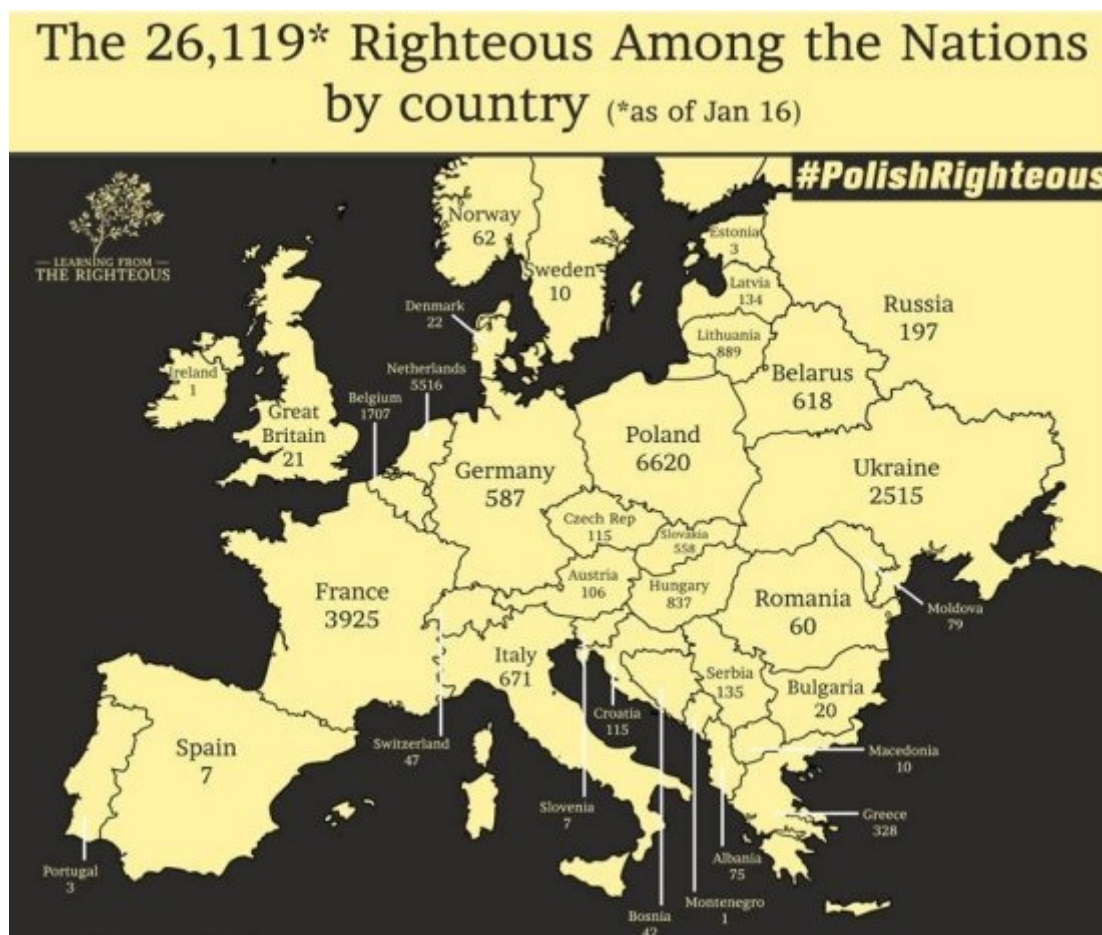 The 26,119* Righteous Among the Nations
by country (*as of Jan 16)
#PolishRighteous
LEARNING FROM
THE RIGHTEOUS
Norway
62
Sweden
10
Estonia
3
Latvia
134
Lithuania
889
Russia
197
Denmark
22
Netherlands
5516
Belgium
1707
Ireland
1
Great
Britain
21
Belarus
618
Poland
6620
Germany
587
Ukraine
2515
Czech Rep
115
Slovakia
558
Austria
106
Hungary
837
France
3925
Romania
60
Moldova
79
Italy
671
Serbia
135
Bulgaria
20
Croatia
115
Switzerland
47
Spain
7
Macedonia
10
Slovenia
7
Greece
328
Portugal
3
Albania
75
Montenegro
1
Bosnia
42